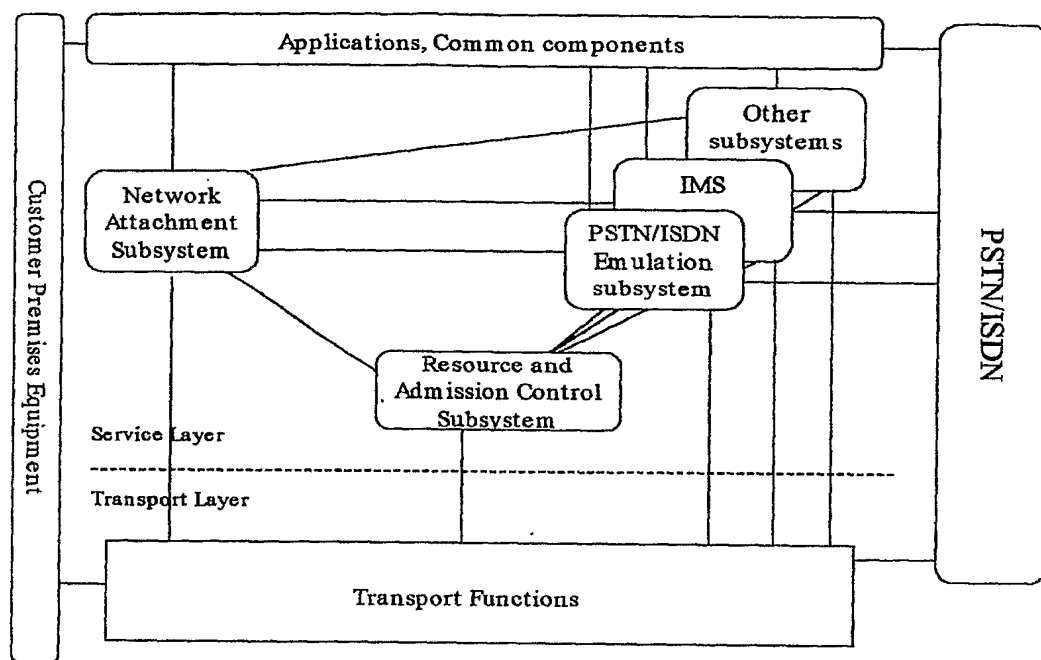 Applications, Common components
Other
subsystems
IMS
Network
Attachment
Subsystem
PSTN/ISDN
Emulation
subsystem
Resource and
Admission Control
Subsystem
Service Layer
Transport Layer
Transport Functions
Customer Premises Equipment
PSTN/ISDN